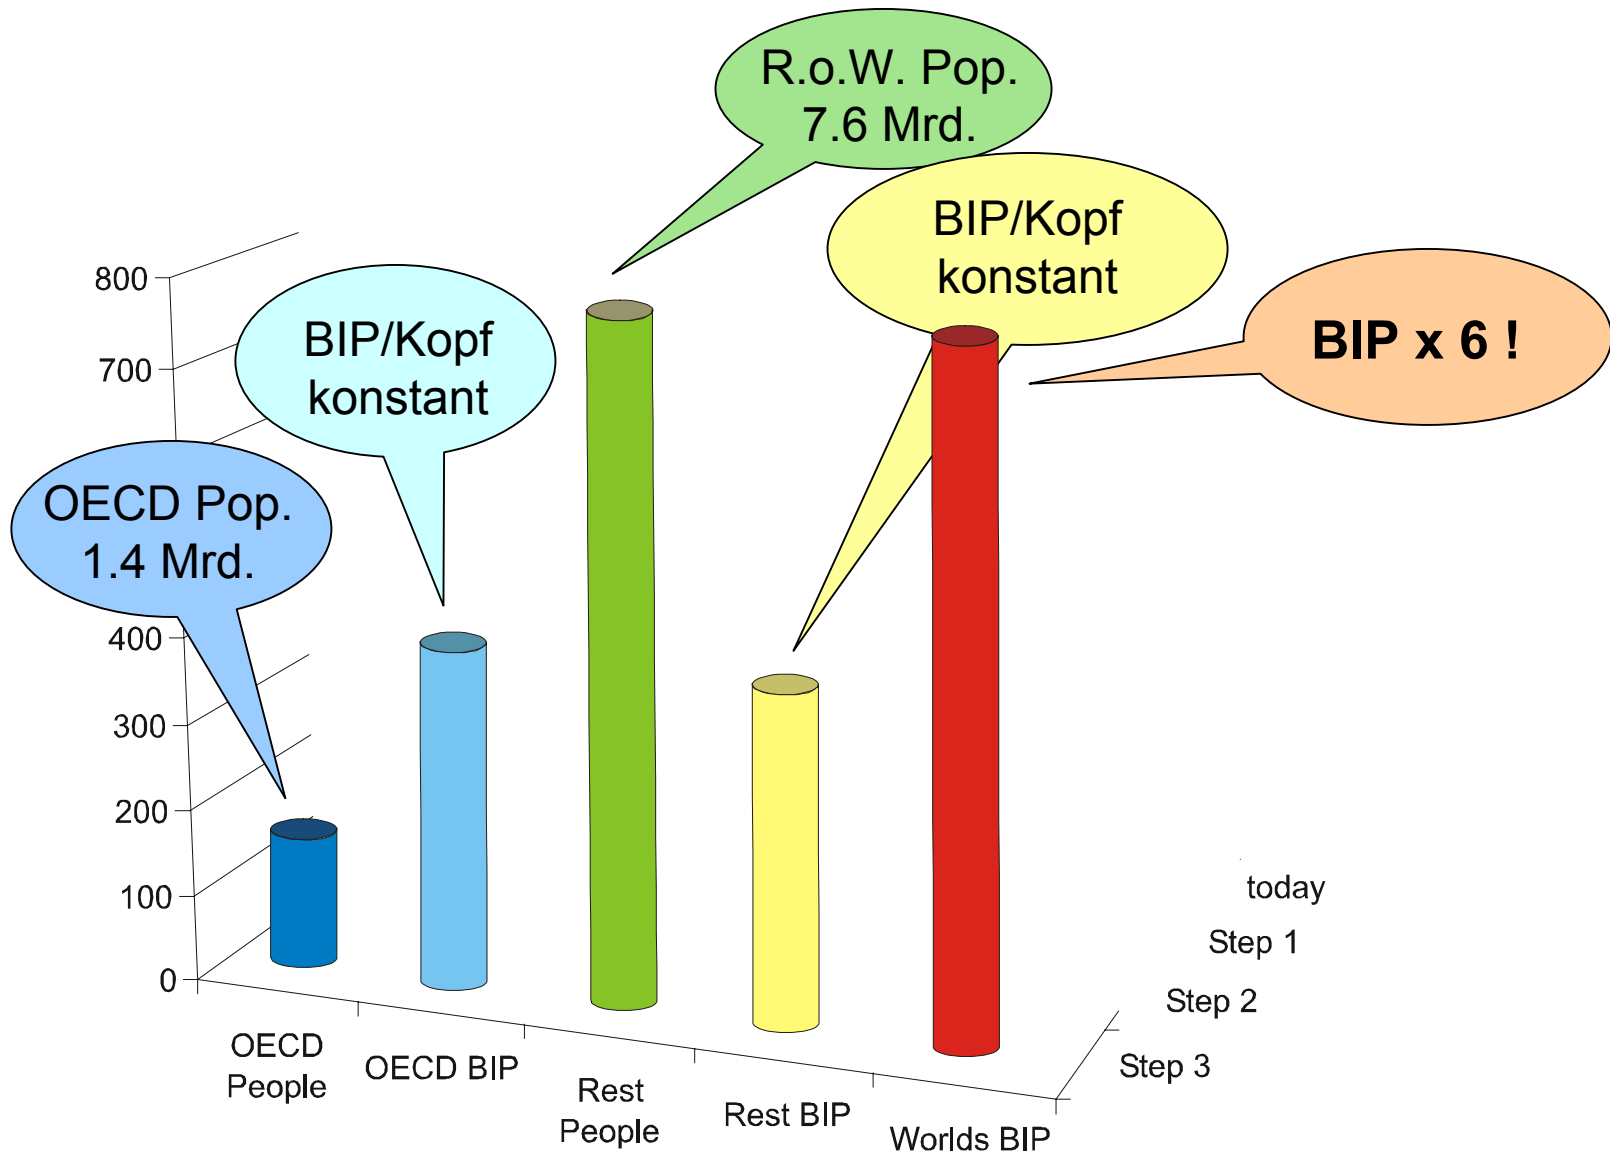 R.o.W. Pop.
7.6 Mrd.
BIP/Kopf
konstant
BIP x 6 !
BIP/Kopf
konstant
OECD Pop.
1.4 Mrd.
800
700
400
300
200
100
0
OECD
People
OECD BIP
Rest
People
Rest BIP
Worlds BIP
today
Step 1
Step 2
Step 3